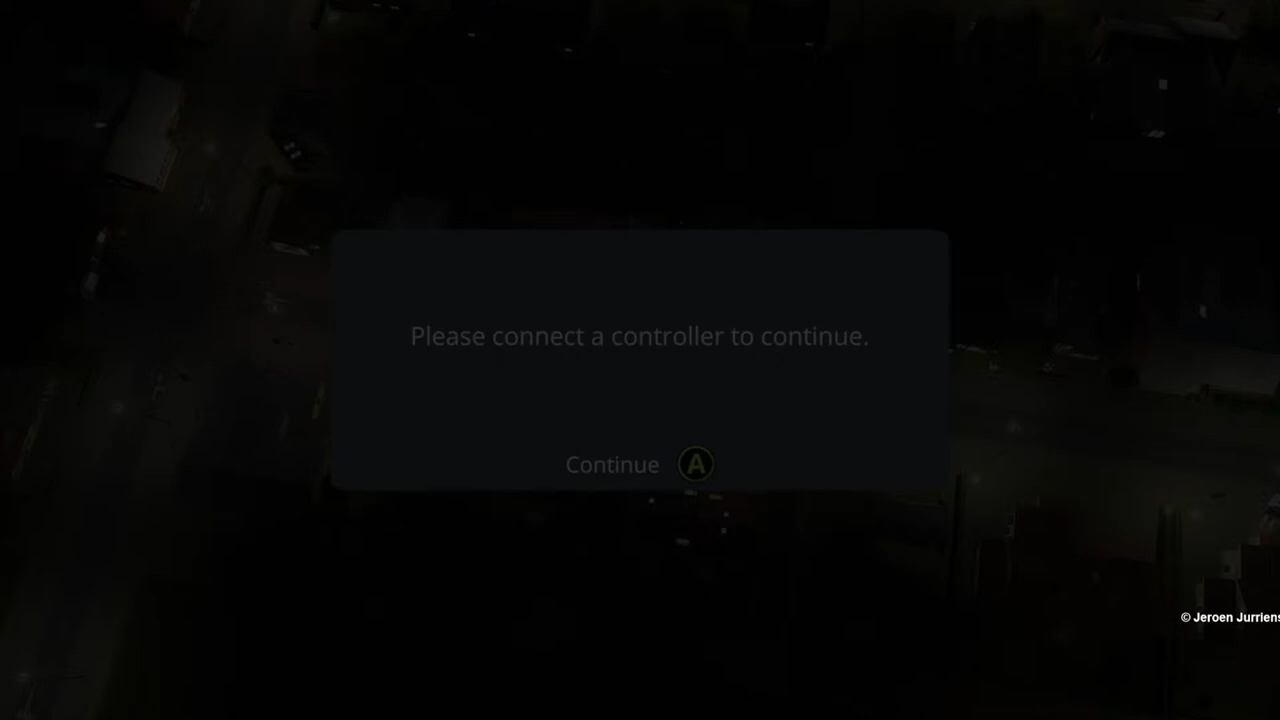 Please connect a controller to continue.
Continue A
© Jeroen Jurriens